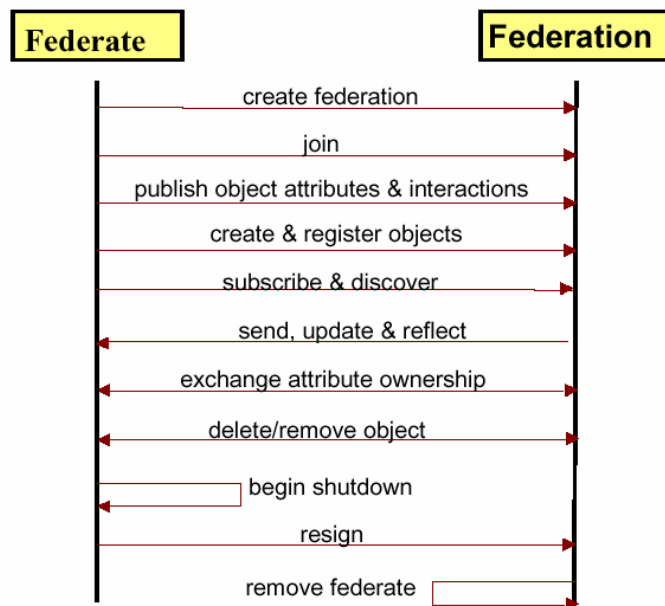 Federate
Federation
create federation
join
publish object attributes & interactions
create & register objects
subscribe & discover
send, update & reflect
exchange attribute ownership
delete/remove object
begin shutdown
resign
remove federate